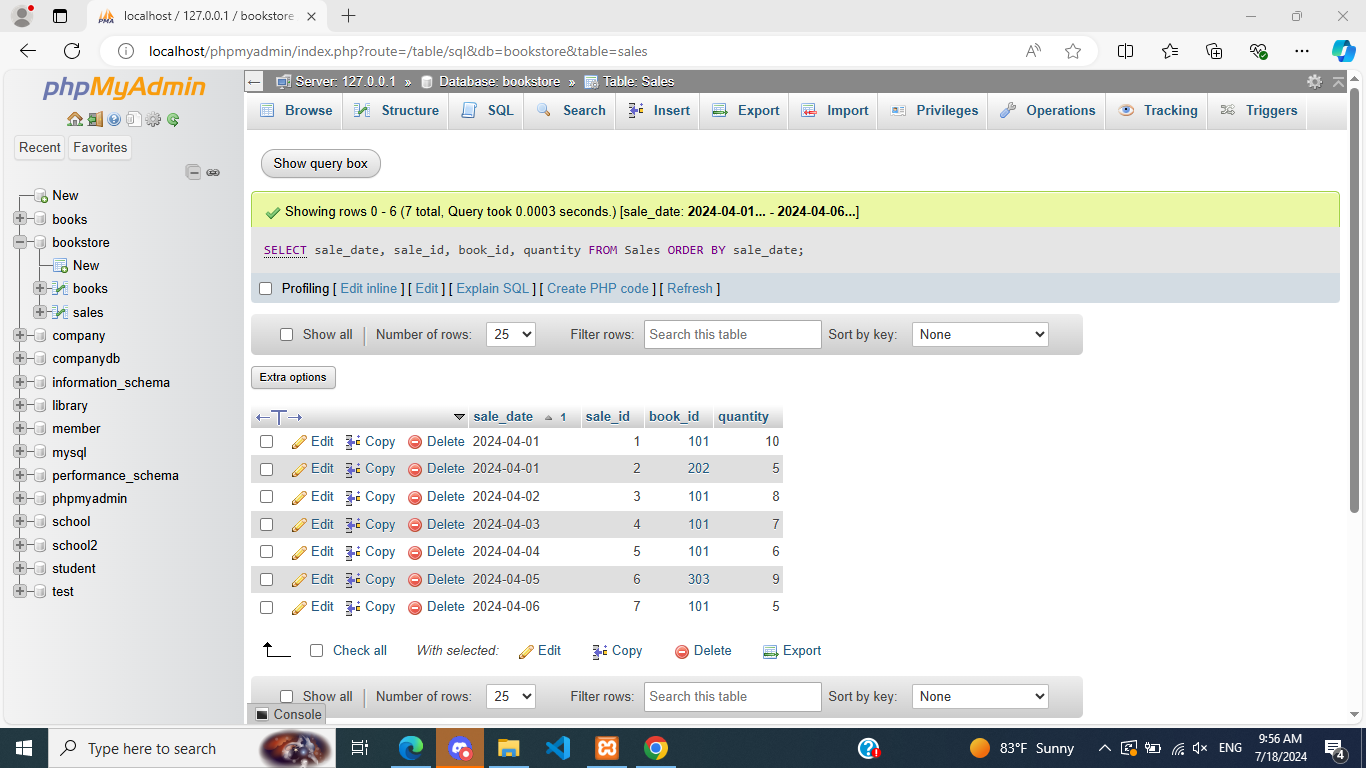 localhost / 127.0.0.1 / bookstore
localhost/phpmyadmin/index.php?route=/table/sql&db=bookstore&table=sales
phpMyAdmin
Recent Favorites
New
books
bookstore
New
books
sales
company
companydb
information_schema
library
member
mysql
performance_schema
phpmyadmin
school
school2
student
test
Server: 127.0.0.1 » Database: bookstore » Table: Sales
Browse Structure SQL Search Insert Export Import Privileges Operations Tracking Triggers
Show query box
Showing rows 0 - 6 (7 total, Query took 0.0003 seconds.) [sale_date: 2024-04-01... - 2024-04-06...]
SELECT sale_date, sale_id, book_id, quantity FROM Sales ORDER BY sale_date;
Profiling [ Edit inline ] [ Edit ] [ Explain SQL ] [ Create PHP code ] [ Refresh ]
Show all | Number of rows: 25 Filter rows: Search this table Sort by key: None
Extra options
←T→ sale_date 1 sale_id book_id quantity
Edit Copy Delete 2024-04-01 1 101 10
Edit Copy Delete 2024-04-01 2 202 5
Edit Copy Delete 2024-04-02 3 101 8
Edit Copy Delete 2024-04-03 4 101 7
Edit Copy Delete 2024-04-04 5 101 6
Edit Copy Delete 2024-04-05 6 303 9
Edit Copy Delete 2024-04-06 7 101 5
Check all With selected: Edit Copy Delete Export
Show all | Number of rows: 25 Filter rows: Search this table Sort by key: None
Console
Type here to search
83°F Sunny
ENG
9:56 AM
7/18/2024
4